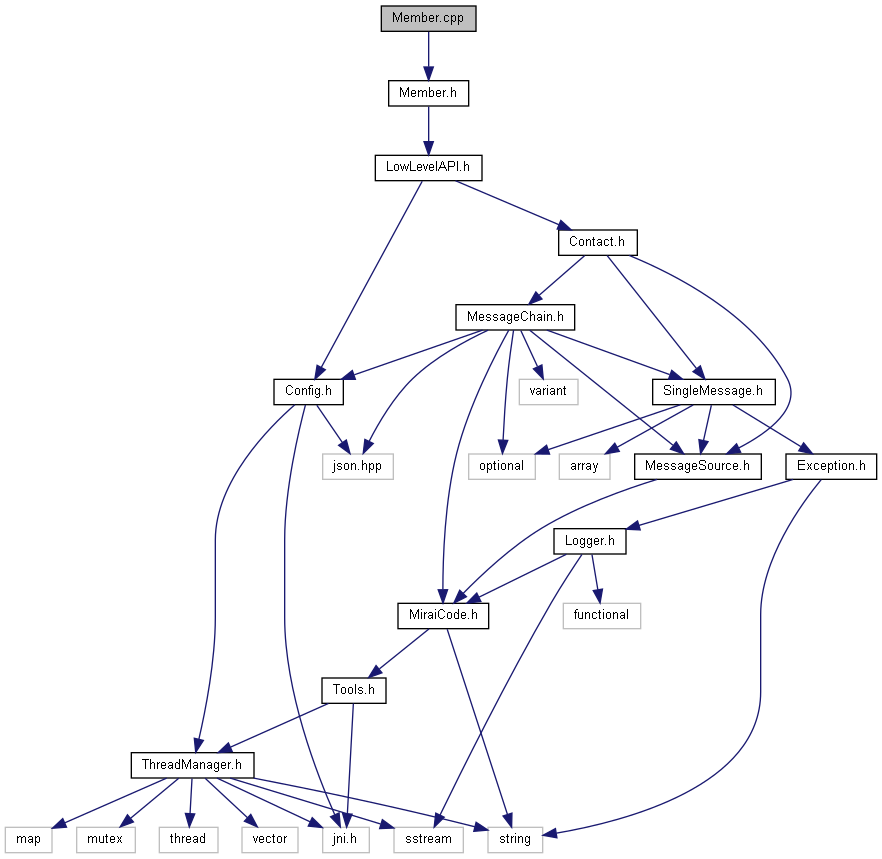 Member.cpp
Member.h
LowLevelAPI.h
Contact.h
MessageChain.h
Config.h
variant
SingleMessage.h
json.hpp
optional
array
MessageSource.h
Exception.h
Logger.h
MiraiCode.h
functional
Tools.h
ThreadManager.h
map
mutex
thread
vector
jni.h
sstream
string